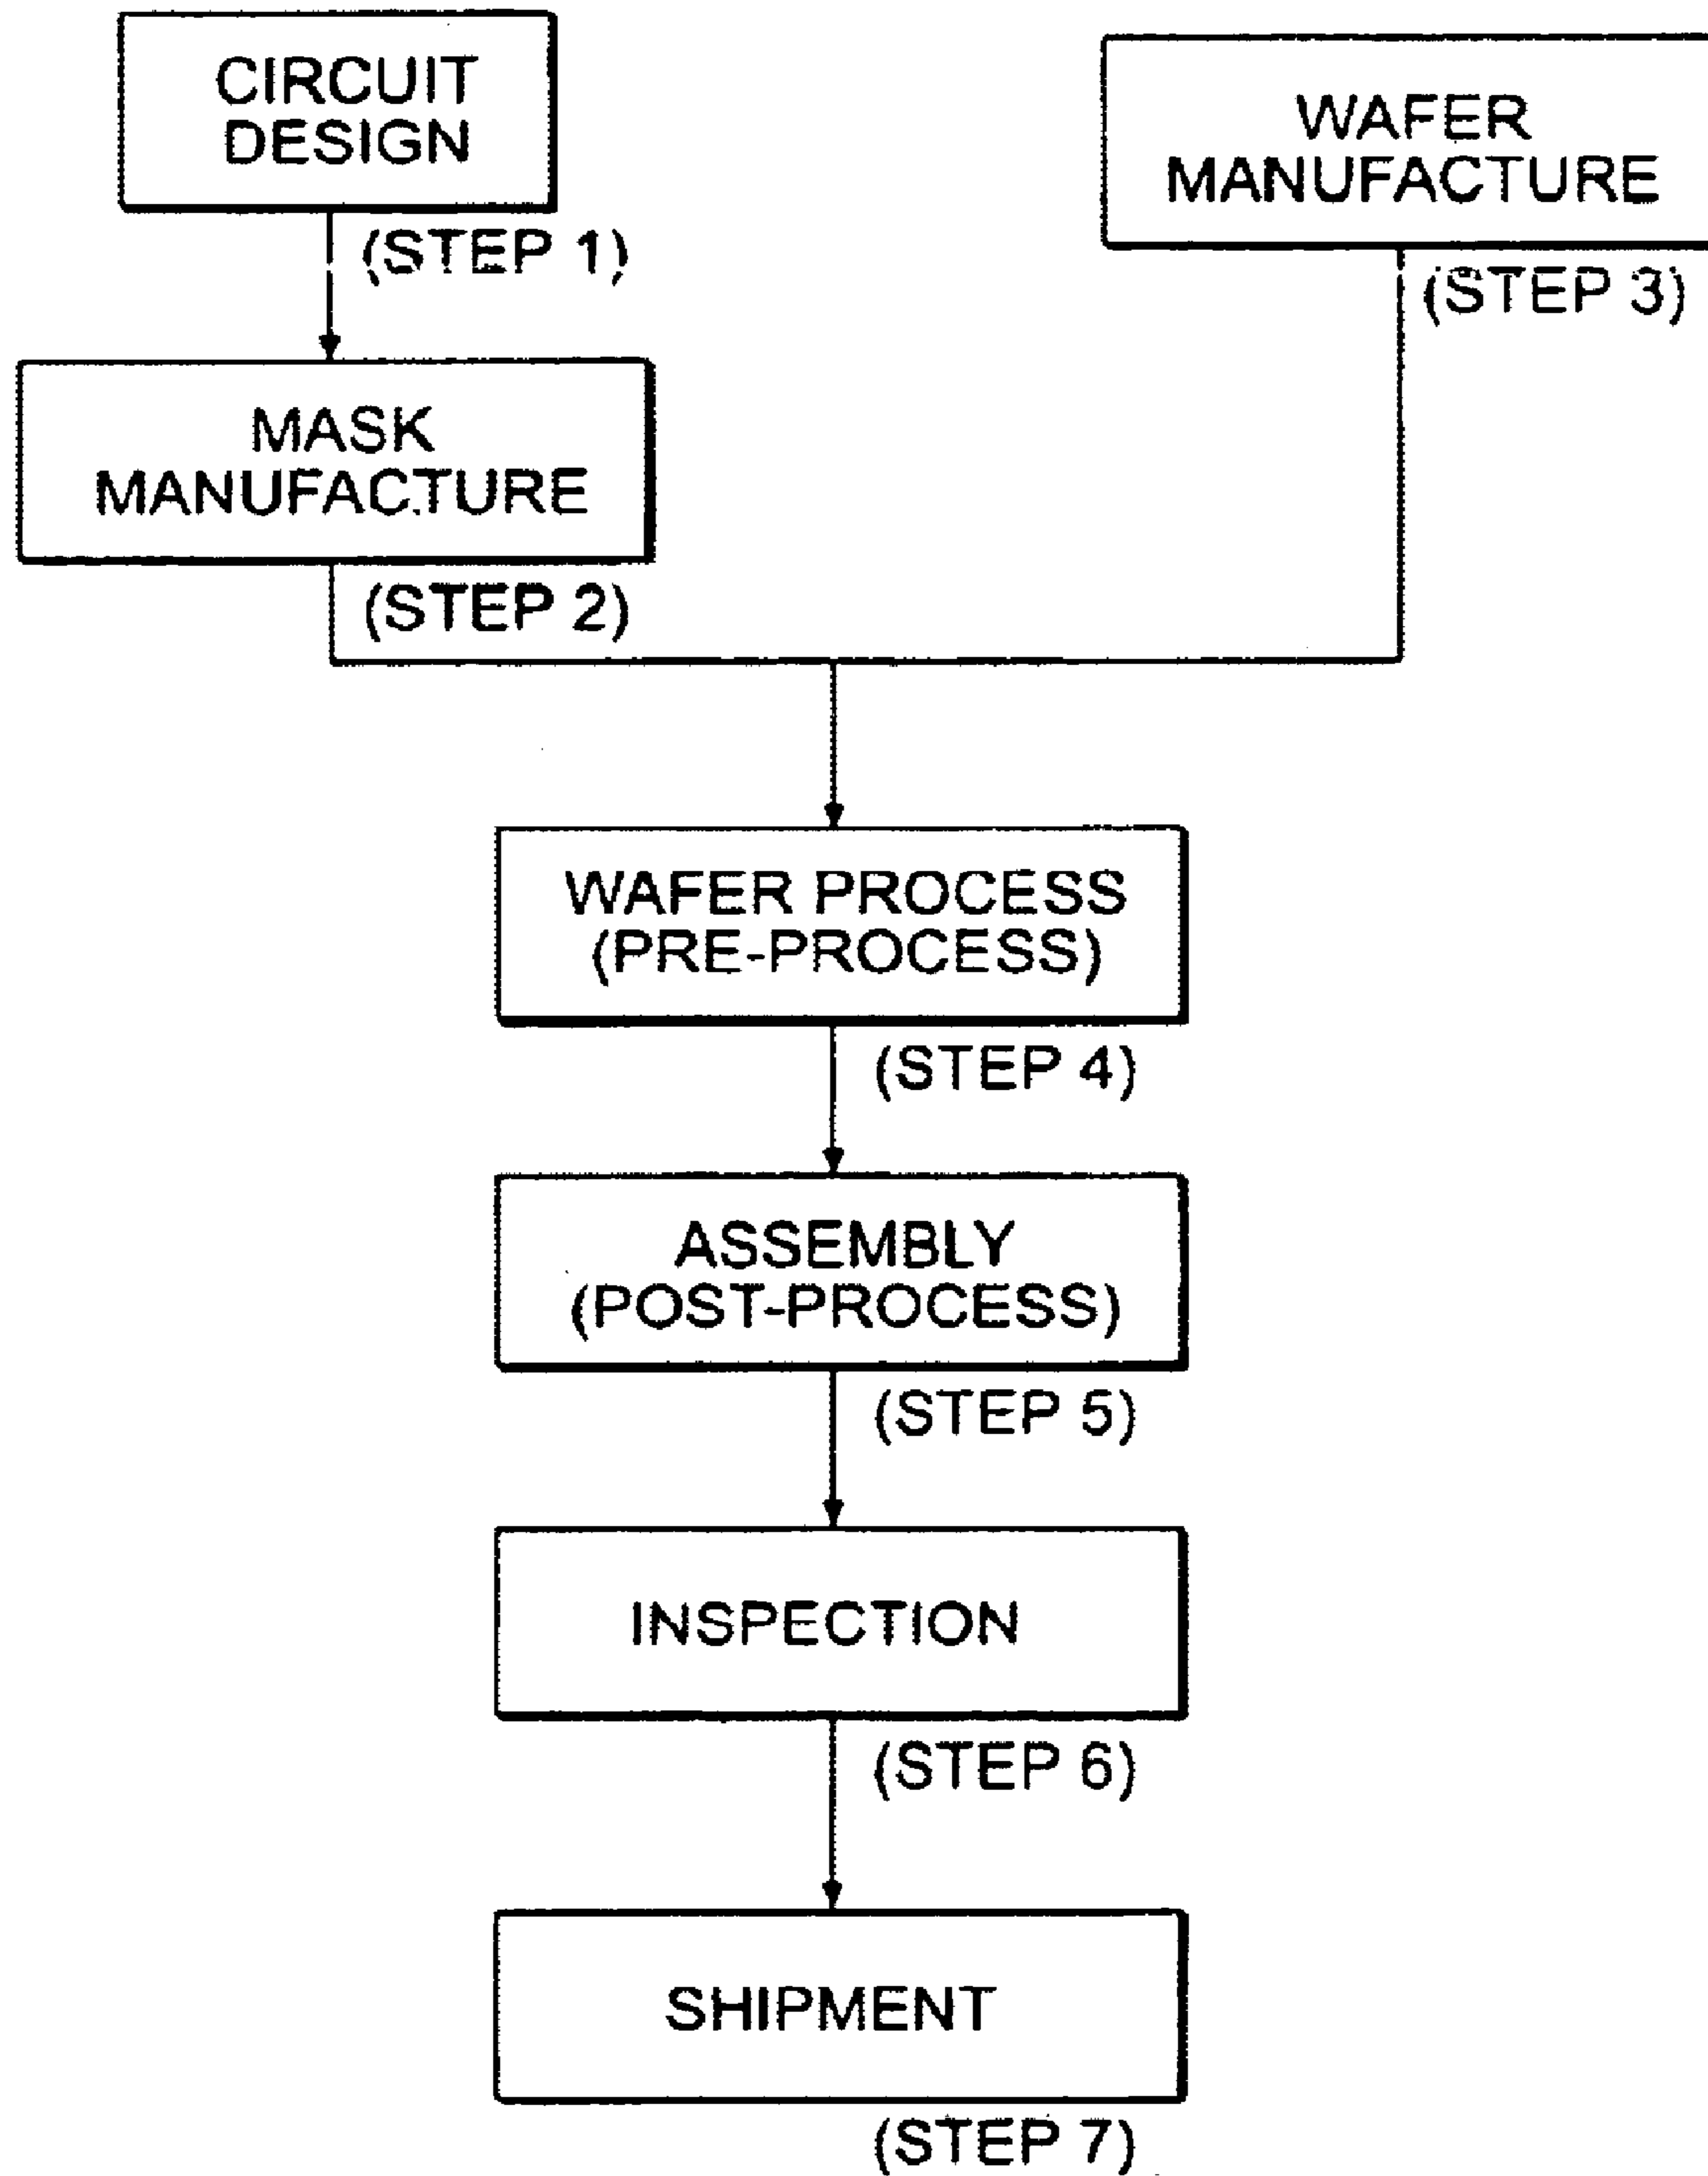 CIRCUIT
DESIGN
(STEP 1)
WAFER
MANUFACTURE
(STEP 3)
MASK
MANUFACTURE
(STEP 2)
WAFER PROCESS
(PRE-PROCESS)
(STEP 4)
ASSEMBLY
(POST-PROCESS)
(STEP 5)
INSPECTION
(STEP 6)
SHIPMENT
(STEP 7)